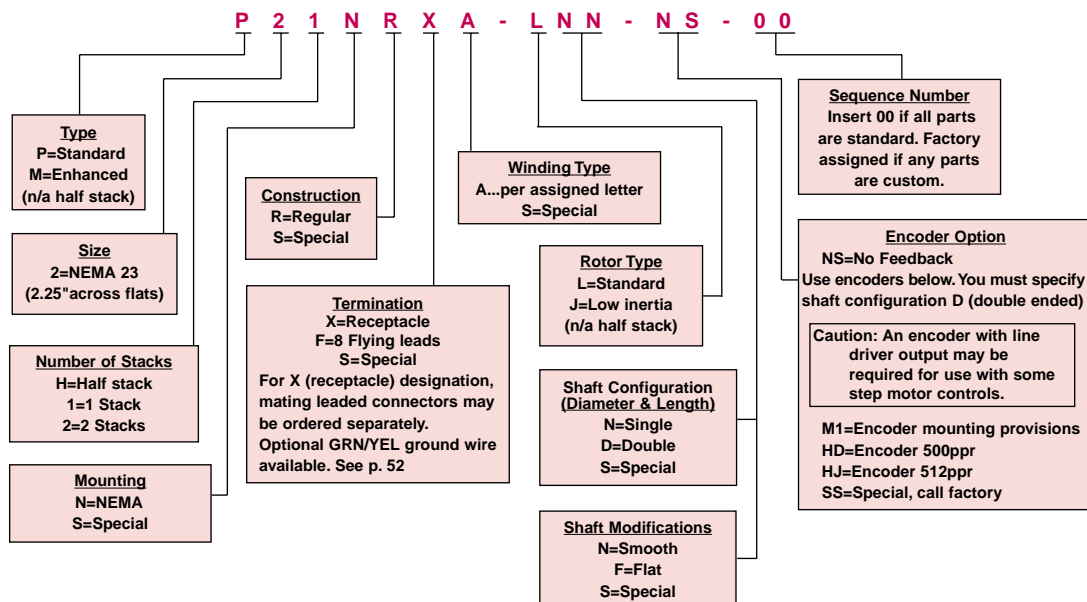 P 2 1 N R X A - L N N - N S - 0 0
Type
P=Standard
M=Enhanced
(n/a half stack)
Size
2=NEMA 23
(2.25"across flats)
Number of Stacks
H=Half stack
1=1 Stack
2=2 Stacks
Mounting
N=NEMA
S=Special
Construction
R=Regular
S=Special
Termination
X=Receptacle
F=8 Flying leads
S=Special
For X (receptacle) designation,
mating leaded connectors may
be ordered separately.
Optional GRN/YEL ground wire
available. See p. 52
Winding Type
A...per assigned letter
S=Special
Rotor Type
L=Standard
J=Low inertia
(n/a half stack)
Shaft Configuration
(Diameter & Length)
N=Single
D=Double
S=Special
Shaft Modifications
N=Smooth
F=Flat
S=Special
Sequence Number
Insert 00 if all parts
are standard. Factory
assigned if any parts
are custom.
Encoder Option
NS=No Feedback
Use encoders below. You must specify
shaft configuration D (double ended)
Caution: An encoder with line
driver output may be
required for use with some
step motor controls.
M1=Encoder mounting provisions
HD=Encoder 500ppr
HJ=Encoder 512ppr
SS=Special, call factory